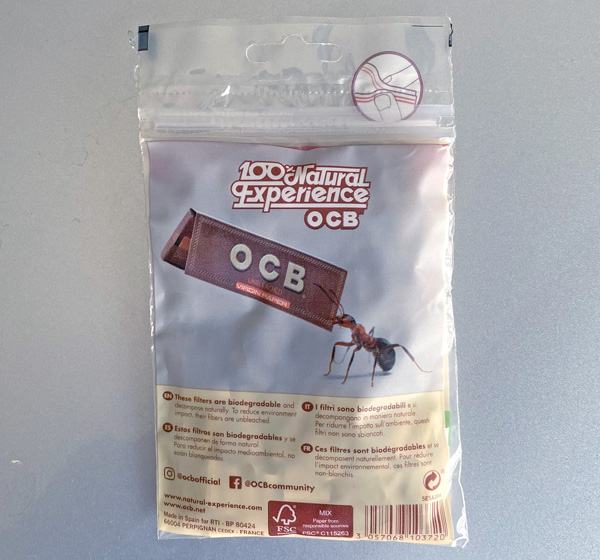 100% Natural
Experience
OCB
OCB
VIRGIN PAPER
EN These filters are biodegradable and
decompose naturally. To reduce environment
impact, their fibers are unbleached.
ES Estos filtros son biodegradables y se
descomponen de forma natural.
Para reducir el impacto medioambiental, no
están blanqueados.
IT I filtri sono biodegradabili e si
decompongono in maniera naturale.
Per ridurre l'impatto sull'ambiente, questi
filtri non sono sbiancati.
FR Ces filtres sont biodégradables et se
décomposent naturellement. Pour réduire
l'impact environnemental, ces filtres sont
non-blanchis
@ocbofficial
@OCBcommunity
www.natural-experience.com
www.ocb.net
Made in Spain for RTI - BP 80424
66004 PERPIGNAN CEDEX - FRANCE
FSC
MIX
Paper from
responsible sources
FSC® C115263
3 057068 103720